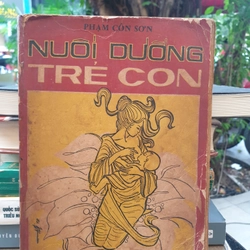 PHẠM CÔN SƠN
NUÔI DƯỠNG
TRẺ CON